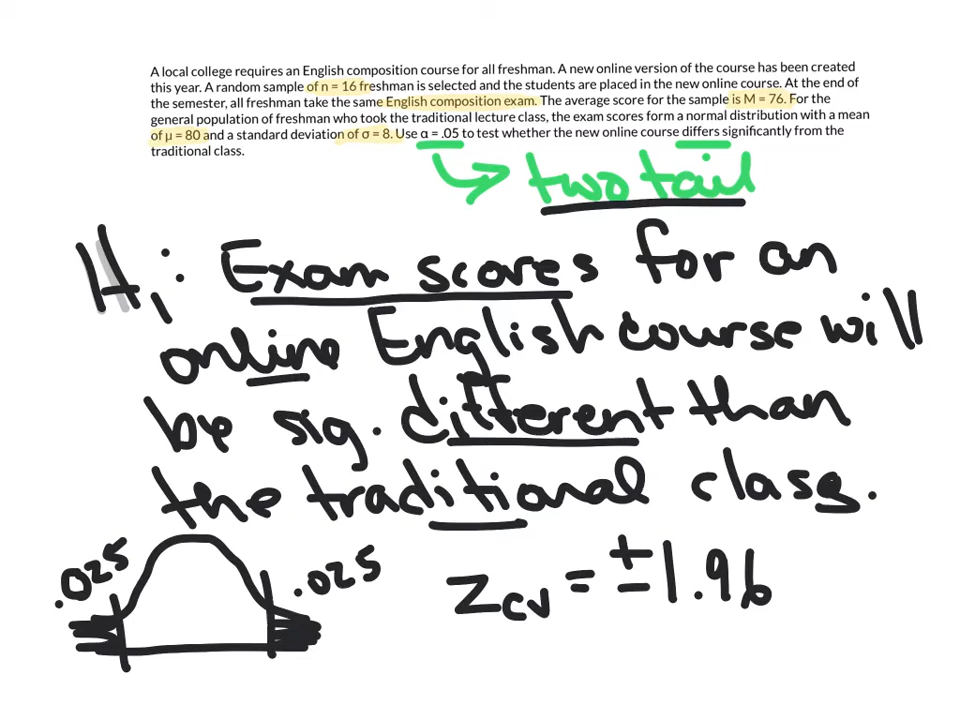 A local college requires an English composition course for all freshman. A new online version of the course has been created
this year. A random sample of n = 16 freshman is selected and the students are placed in the new online course. At the end of
the semester, all freshman take the same English composition exam. The average score for the sample is M = 76. For the
general population of freshman who took the traditional lecture class, the exam scores form a normal distribution with a mean
of μ = 80 and a standard deviation of σ = 8. Use α = .05 to test whether the new online course differs significantly from the
traditional class.
two tail
H₁: Exam scores for an
online English course will
be sig. different than
the traditional class.
.025 .025 Zcv = ±1.96